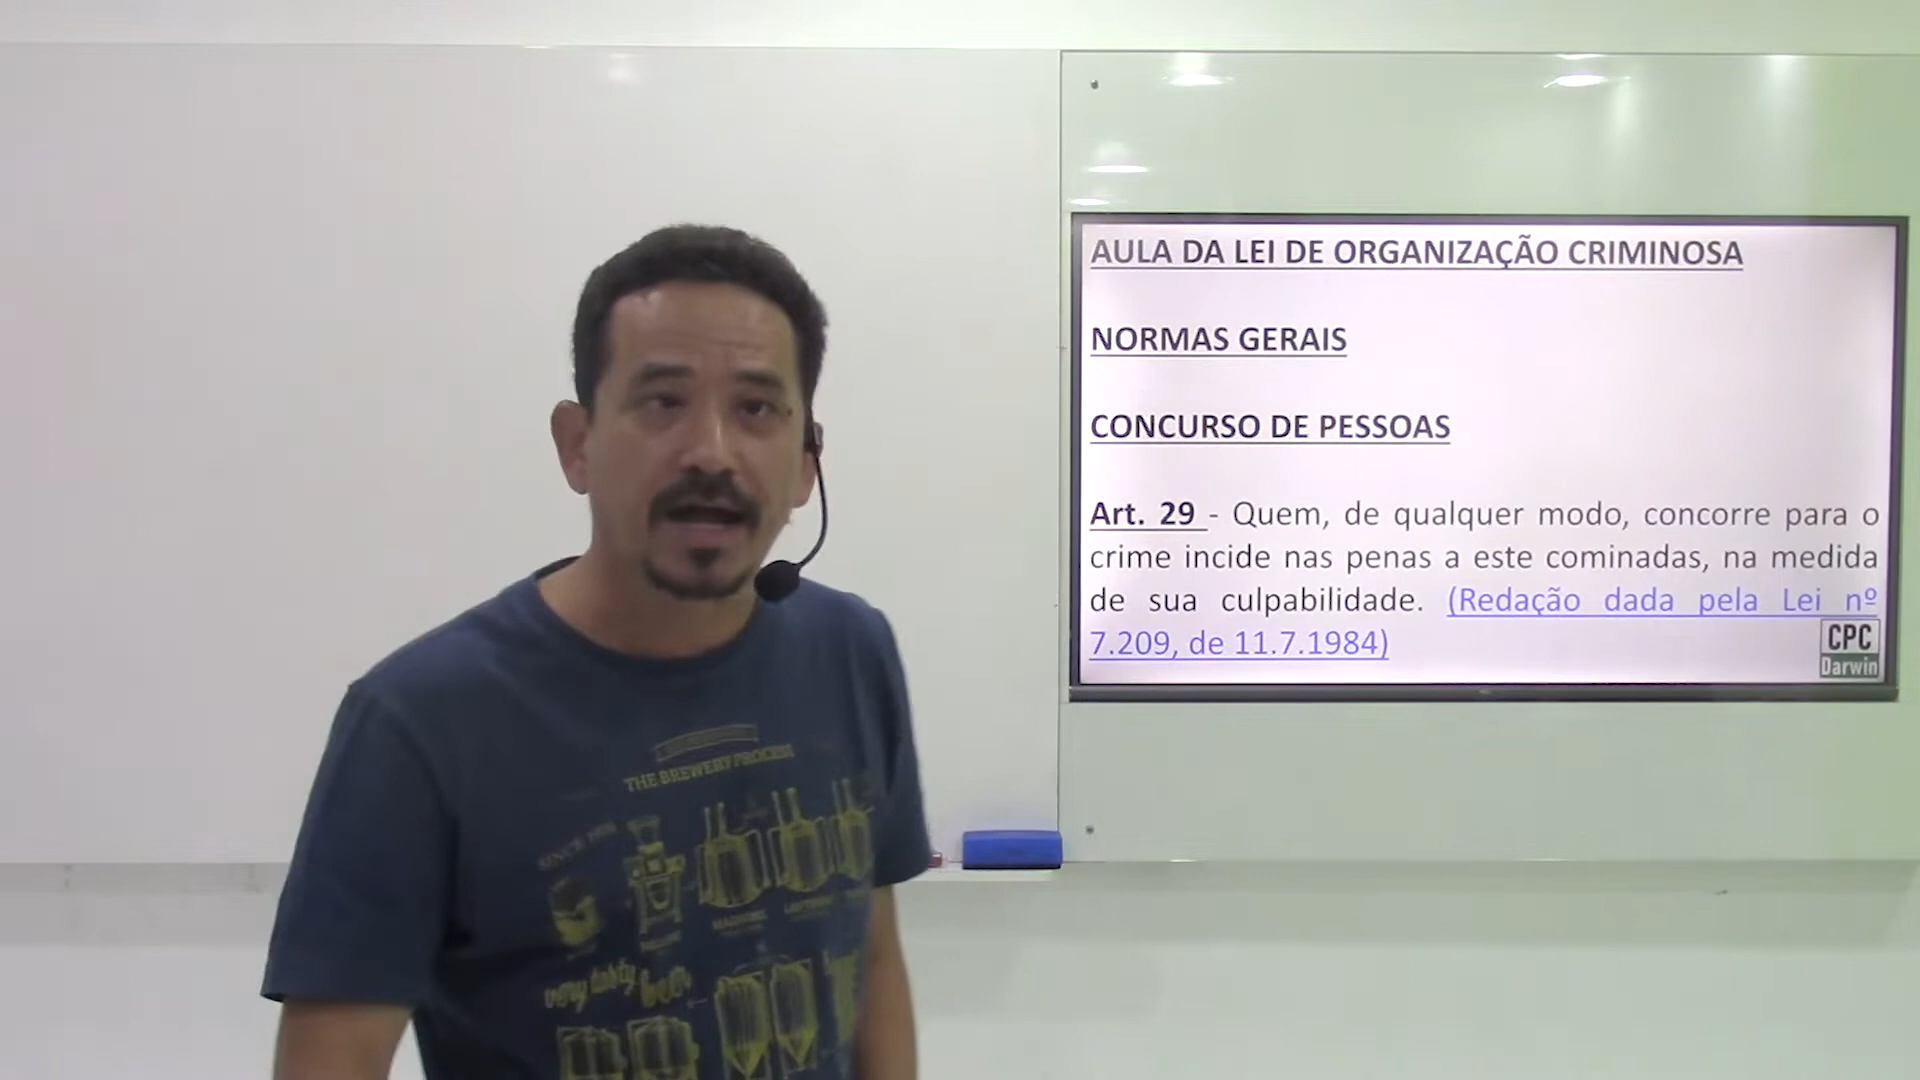 AULA DA LEI DE ORGANIZAÇÃO CRIMINOSA
NORMAS GERAIS
CONCURSO DE PESSOAS
Art. 29 - Quem, de qualquer modo, concorre para o
crime incide nas penas a este cominadas, na medida
de sua culpabilidade. (Redação dada pela Lei nº
7.209, de 11.7.1984)
CPC
Darwin
THE BREWERY PROCESS
SINCE
very
beer